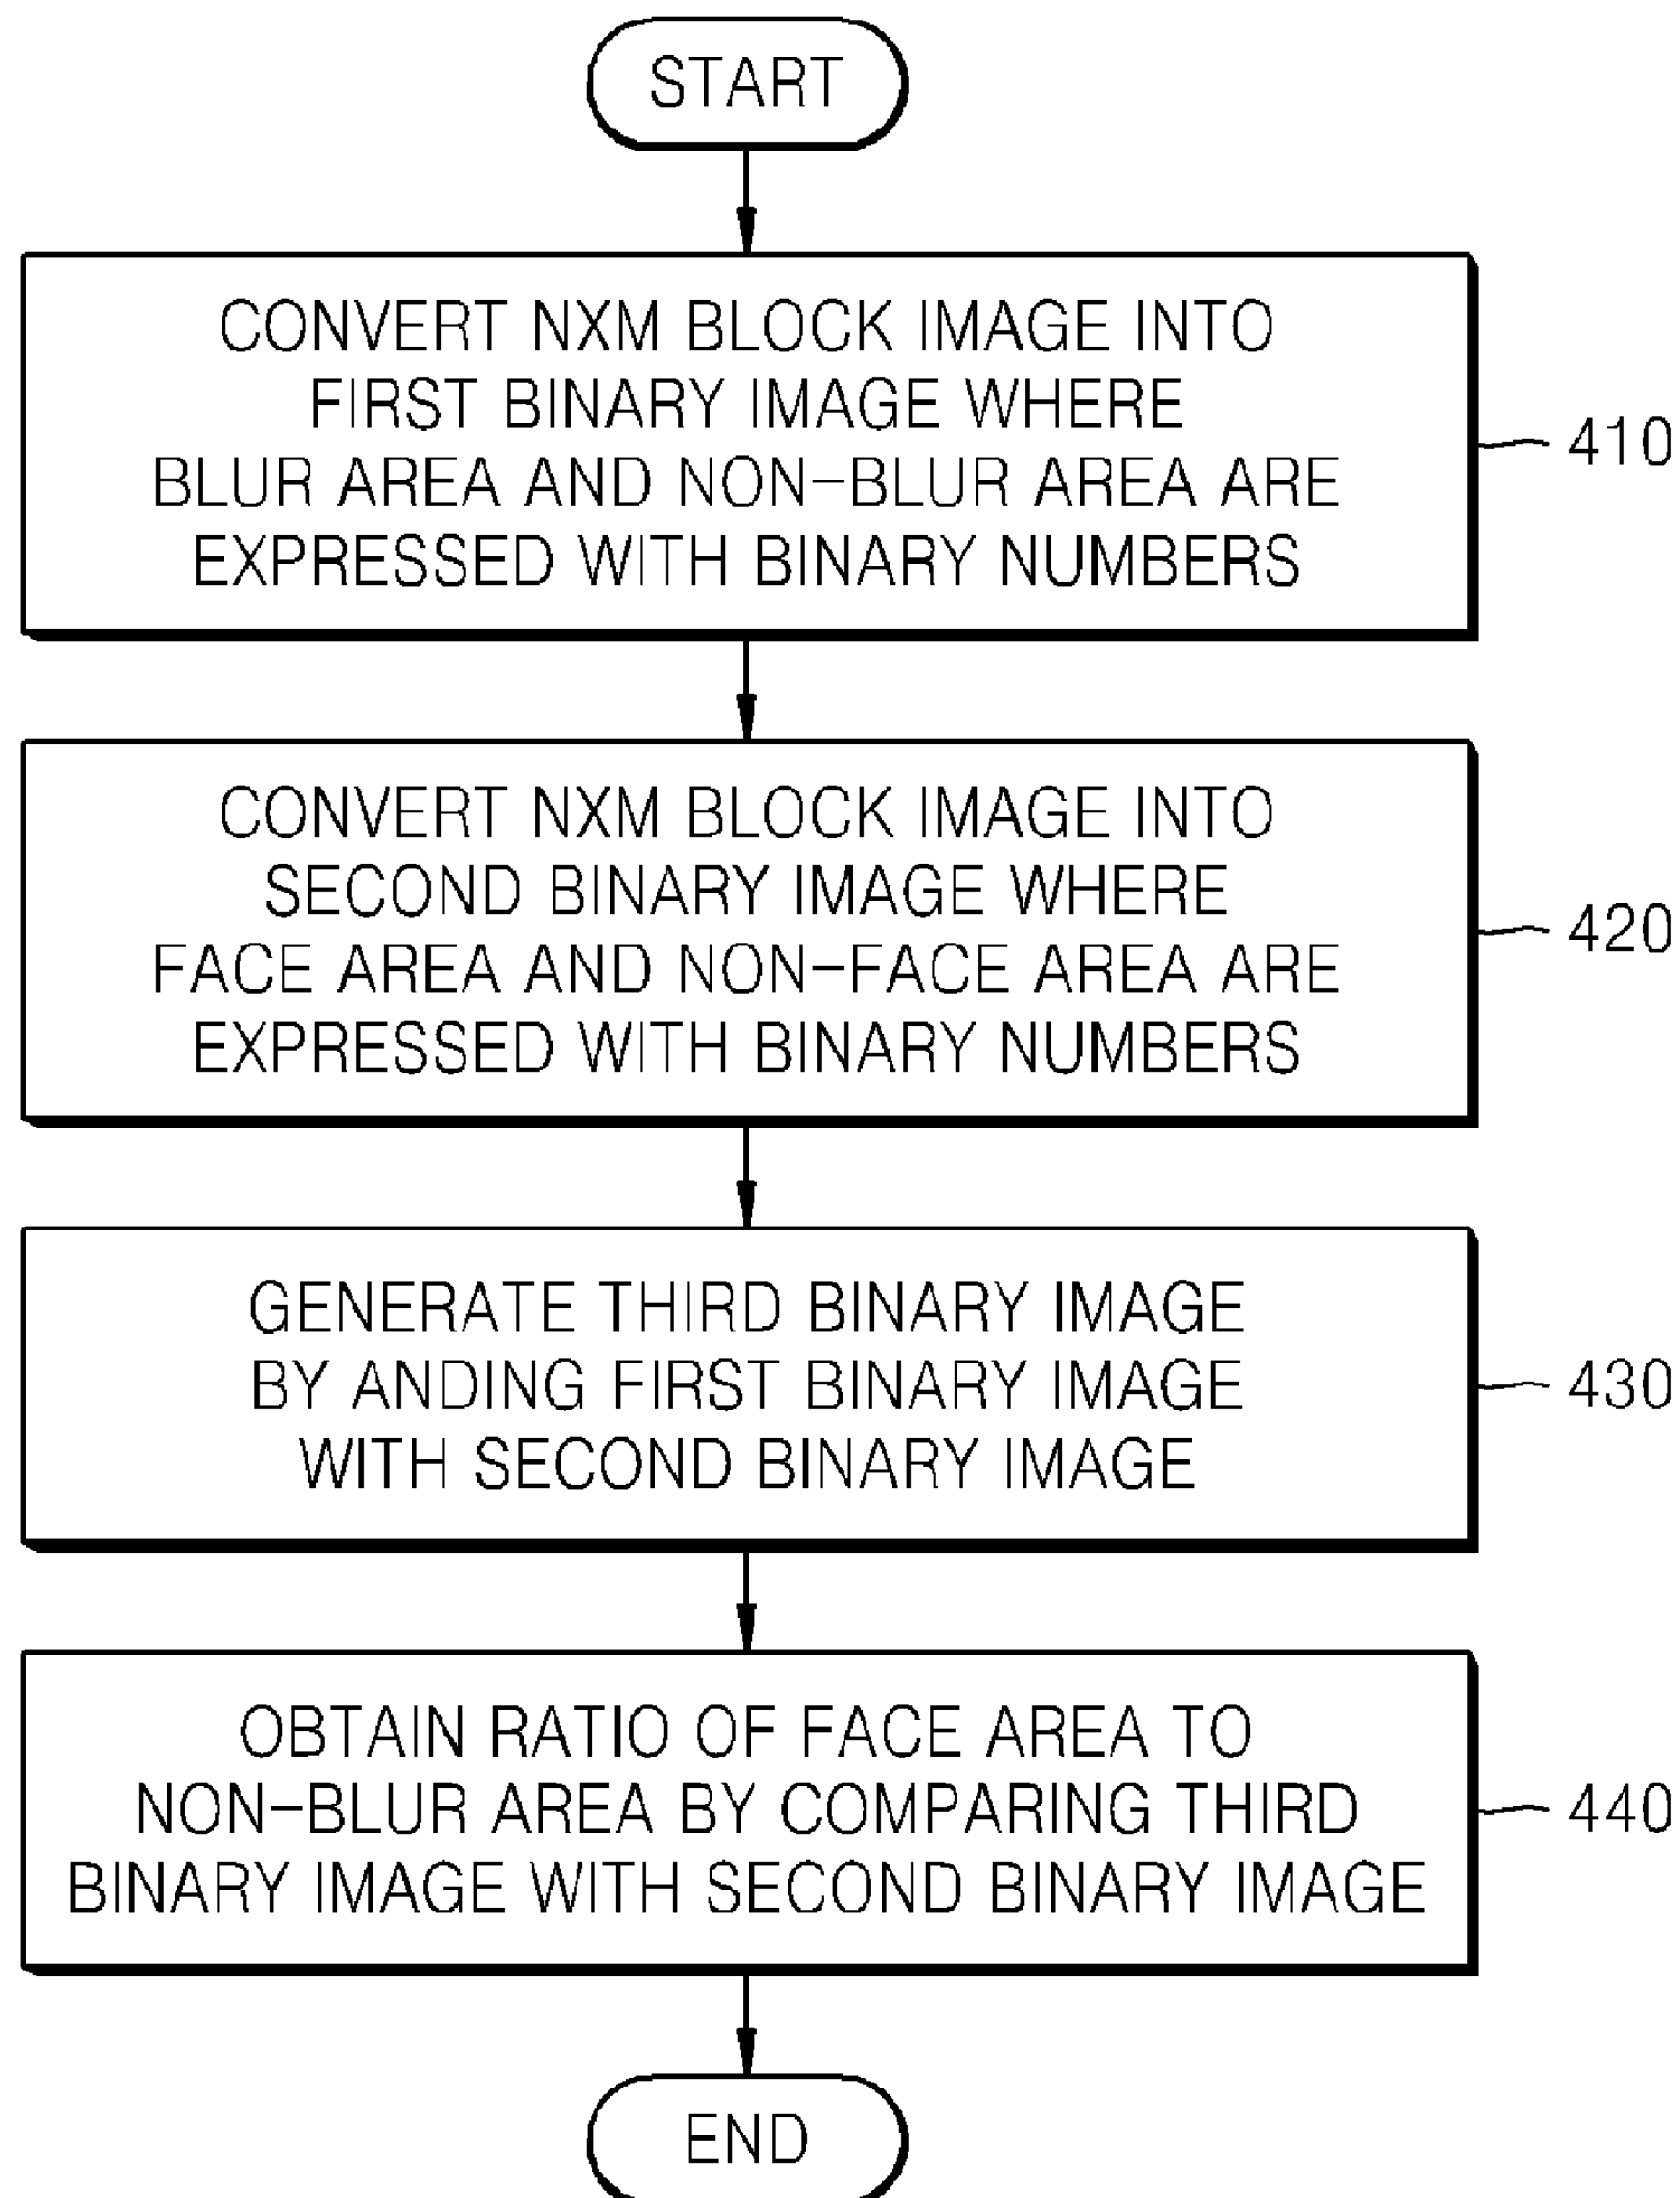 START
CONVERT NXM BLOCK IMAGE INTO
FIRST BINARY IMAGE WHERE
BLUR AREA AND NON-BLUR AREA ARE
EXPRESSED WITH BINARY NUMBERS
410
CONVERT NXM BLOCK IMAGE INTO
SECOND BINARY IMAGE WHERE
FACE AREA AND NON-FACE AREA ARE
EXPRESSED WITH BINARY NUMBERS
420
GENERATE THIRD BINARY IMAGE
BY ANDING FIRST BINARY IMAGE
WITH SECOND BINARY IMAGE
430
OBTAIN RATIO OF FACE AREA TO
NON-BLUR AREA BY COMPARING THIRD
BINARY IMAGE WITH SECOND BINARY IMAGE
440
END